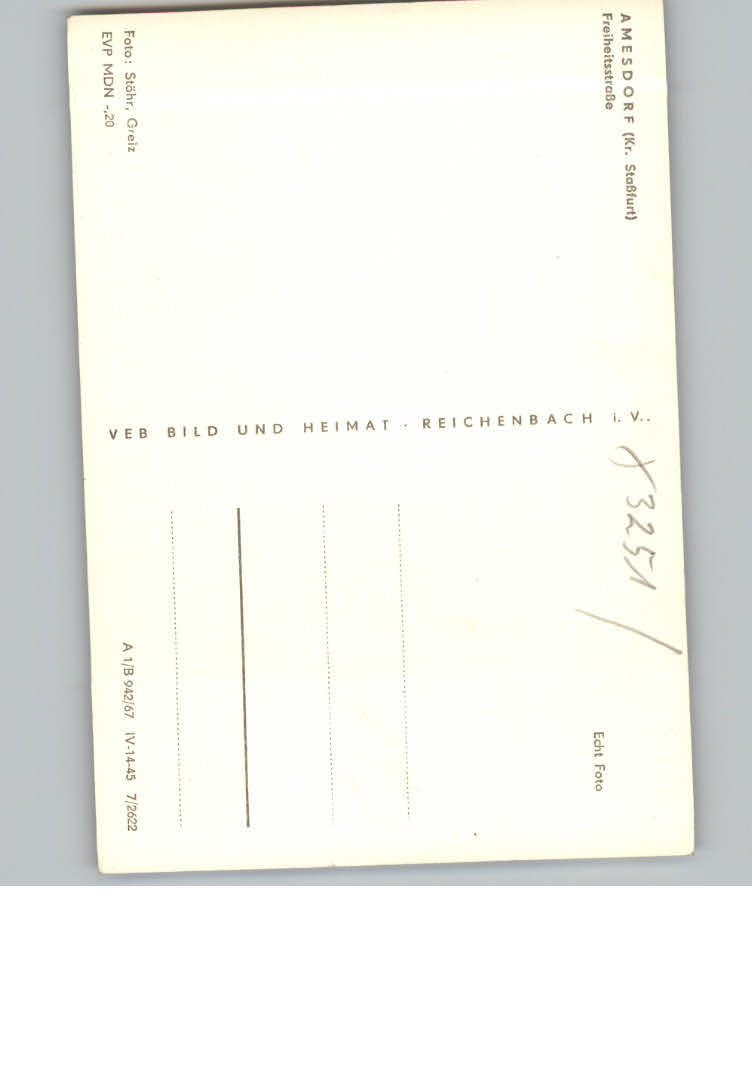 AMESDORF (Kr. Staßfurt)
Freiheitsstraße
Foto: Stöhr, Greiz
EVP MDN -,20
VEB BILD UND HEIMAT · REICHENBACH i. V..
X 3251 /
Echt Foto
A 1/B 942/67 IV-14-45 7/2622